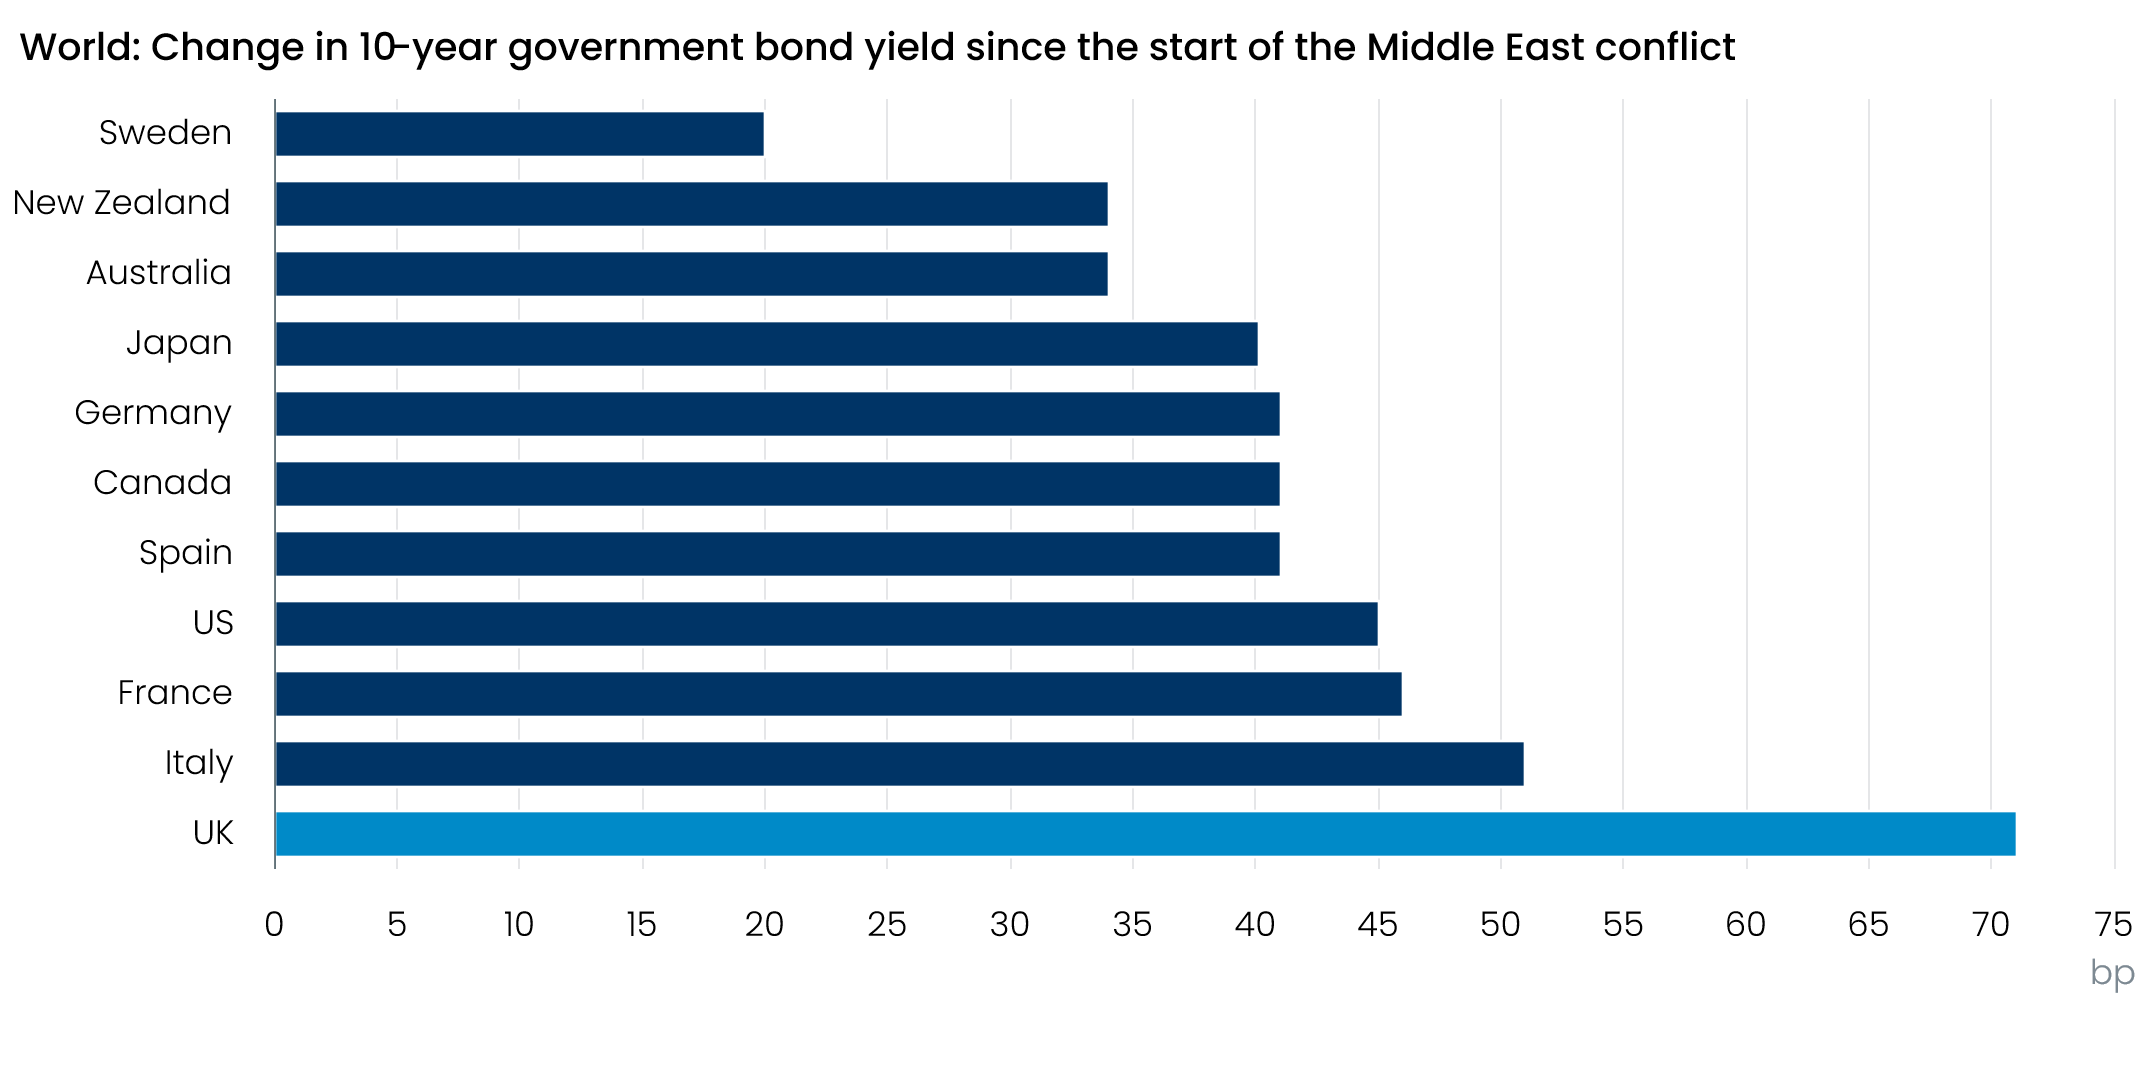 World: Change in 10-year government bond yield since the start of the Middle East conflict
Sweden
New Zealand
Australia
Japan
Germany
Canada
Spain
US
France
Italy
UK
0 5 10 15 20 25 30 35 40 45 50 55 60 65 70 75
bp